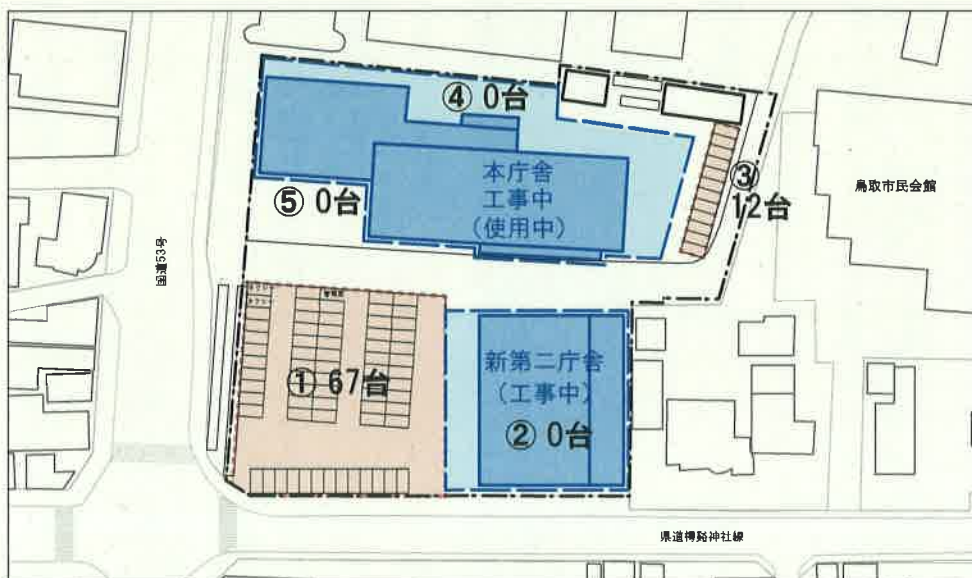 ④ 0台
本庁舎
工事中
(使用中)
⑤ 0台
③
12台
鳥取市民会館
国道53号
① 67台
新第二庁舎
(工事中)
② 0台
県道樗谿神社線